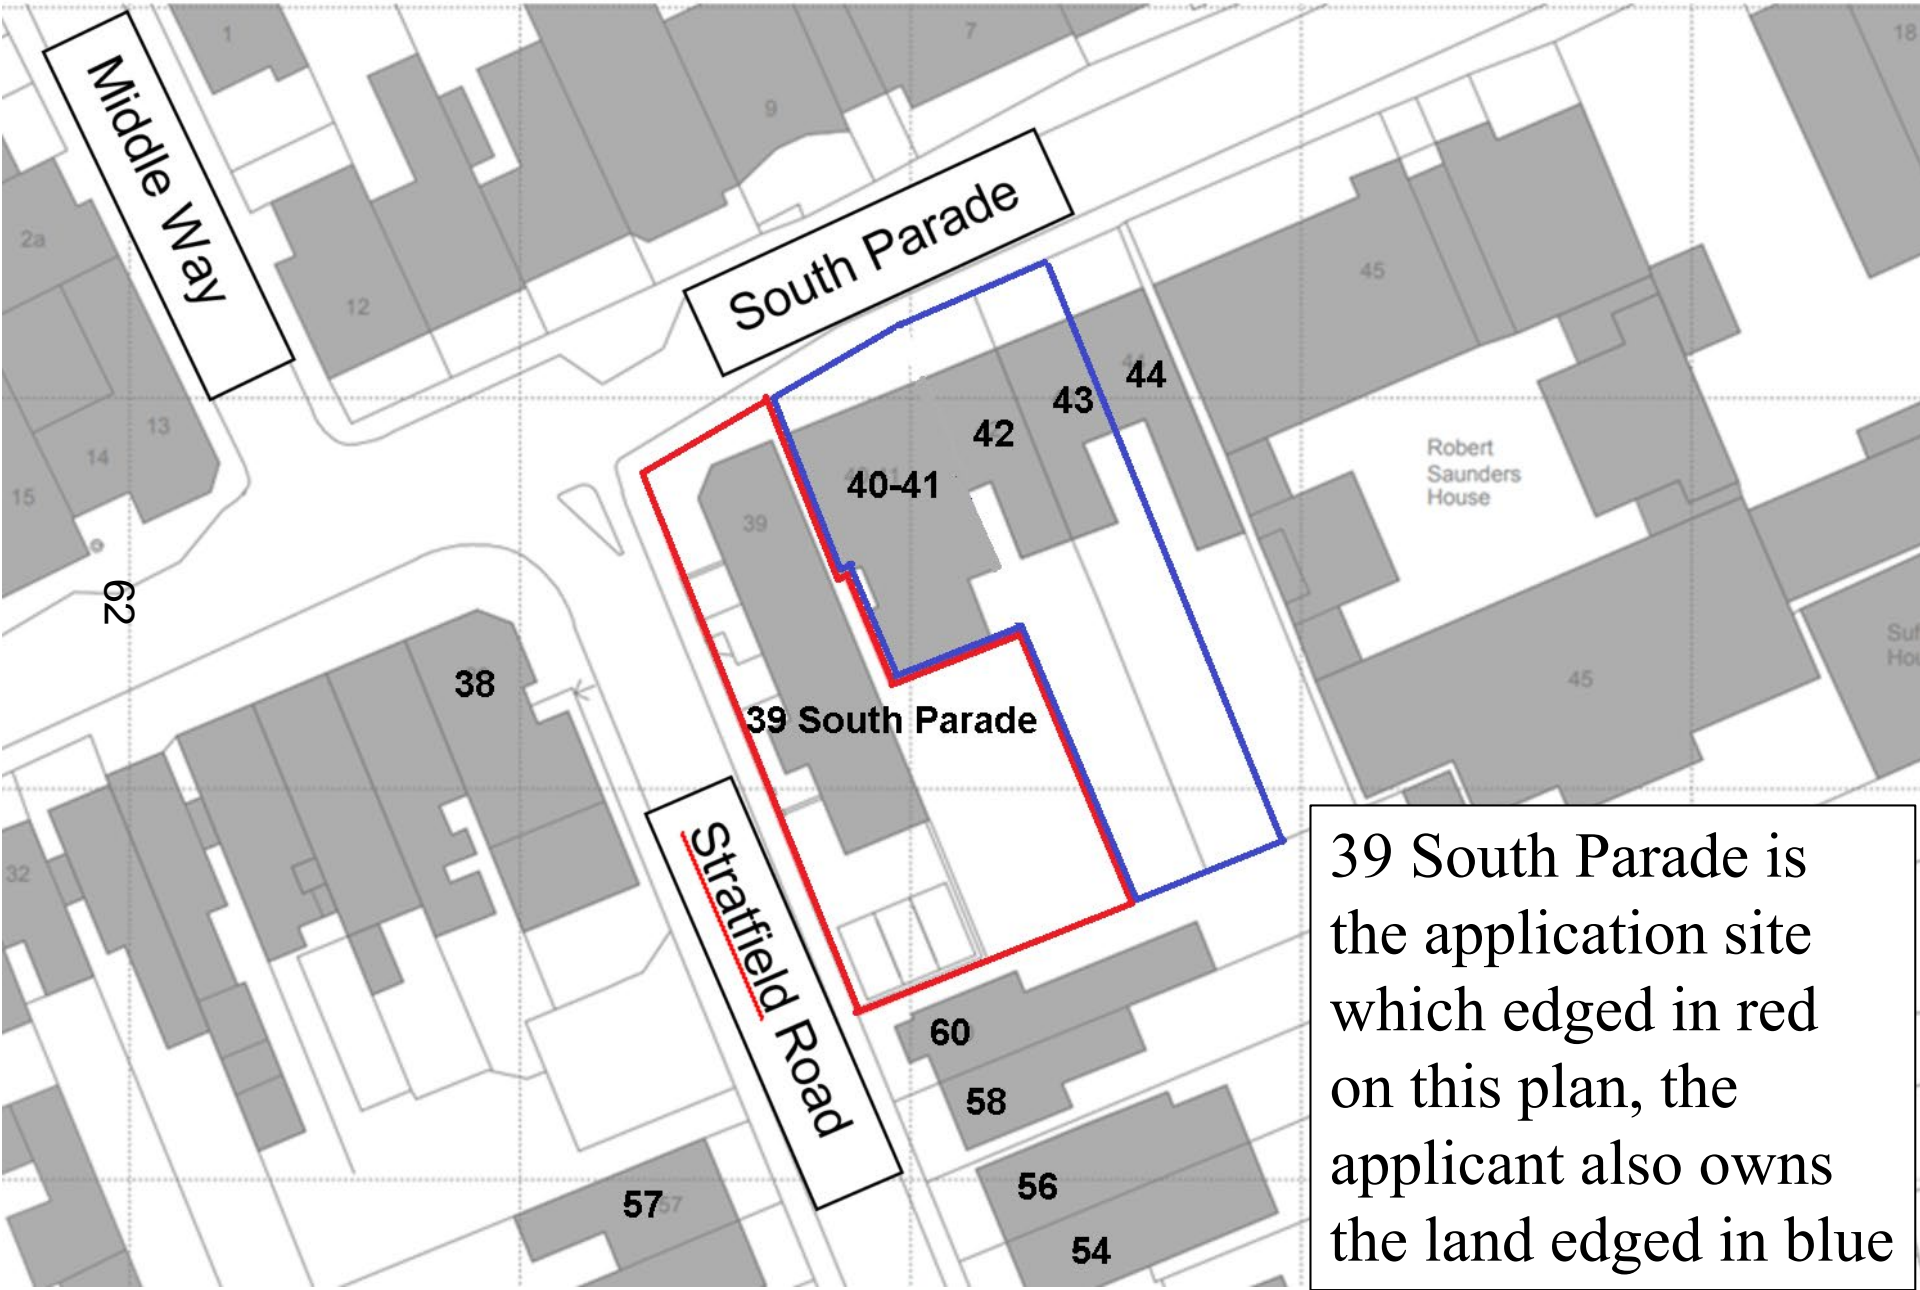 1
7
18
Middle Way
9
2a
South Parade
12
45
44
43
13
42
14
Robert
Saunders
House
40-41
15
39
62
38
45
39 South Parade
32
Stratfield Road
39 South Parade is
the application site
which edged in red
on this plan, the
applicant also owns
the land edged in blue
60
58
56
57
57
54